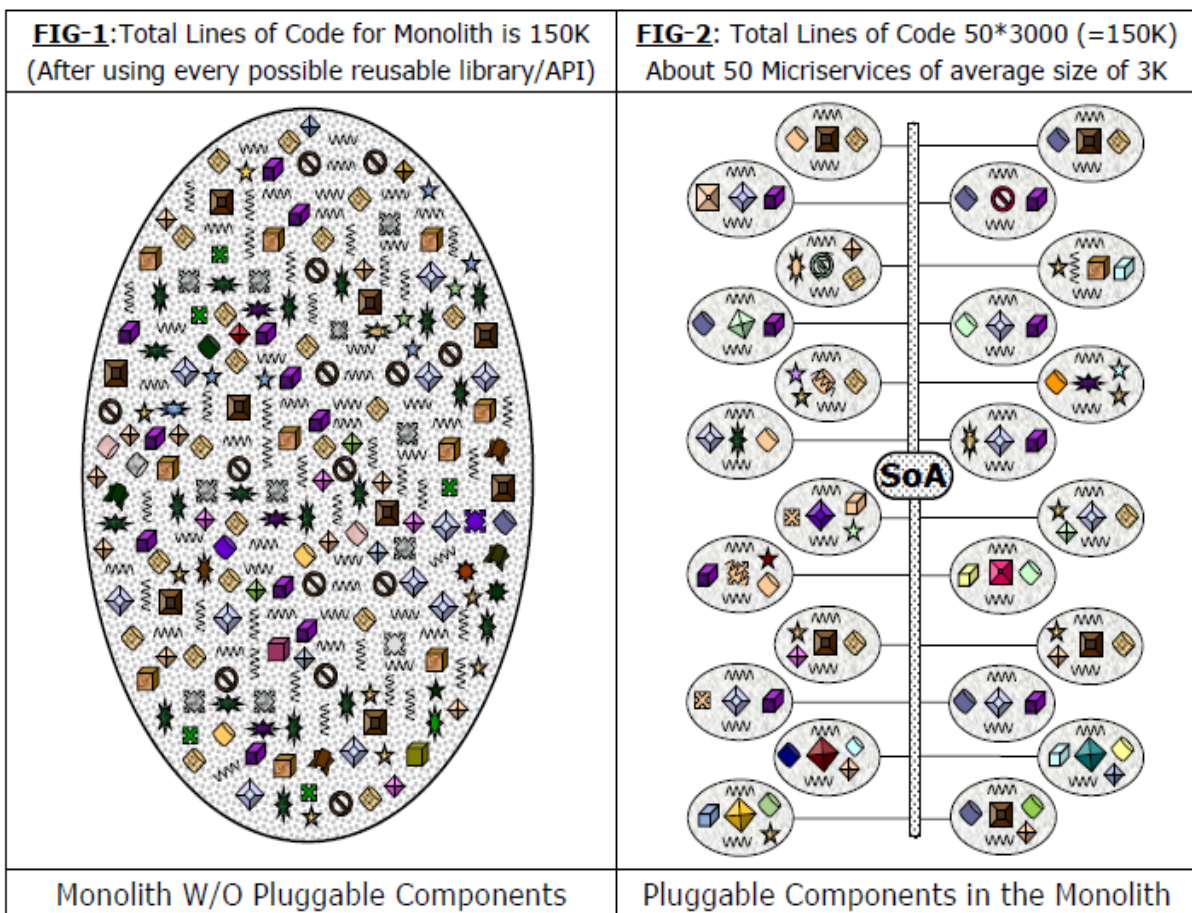 FIG-1:Total Lines of Code for Monolith is 150K
(After using every possible reusable library/API)
FIG-2: Total Lines of Code 50*3000 (=150K)
About 50 Micriservices of average size of 3K
SoA
Monolith W/O Pluggable Components
Pluggable Components in the Monolith